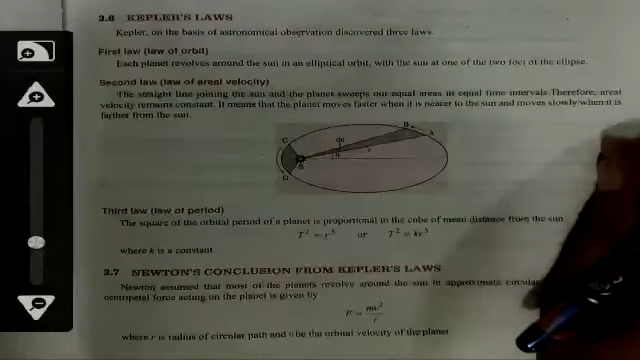 3.6 KEPLER'S LAWS
Kepler, on the basis of astronomical observation discovered three laws.
First law (law of orbit)
Each planet revolves around the sun in an elliptical orbit, with the sun at one of the two foci of the ellipse.
Second law (law of areal velocity)
The straight line joining the sun and the planet sweeps out equal areas in equal time intervals. Therefore, areal
velocity remains constant. It means that the planet moves faster when it is nearer to the sun and moves slowly when it is
farther from the sun.
B
A
C
dθ
r
θ
S
D
Third law (law of period)
The square of the orbital period of a planet is proportional to the cube of mean distance from the sun
T² ∝ r³ or T² = kr³
where k is a constant.
3.7 NEWTON'S CONCLUSION FROM KEPLER'S LAWS
Newton assumed that most of the planets revolve around the sun in approximate circular
centripetal force acting on the planet is given by
F = mv²/r
where r is radius of circular path and be the orbital velocity of the planet